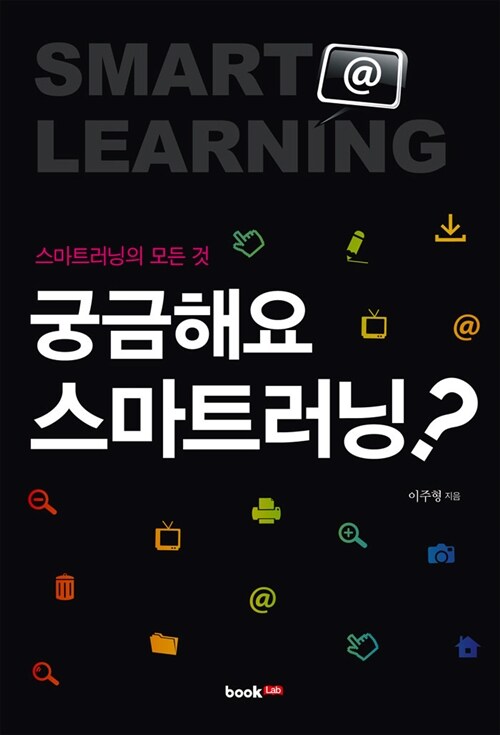 SMART @
LEARNING
스마트러닝의 모든 것
@
궁금해요
스마트러닝?
이주형 지음
@
book Lab